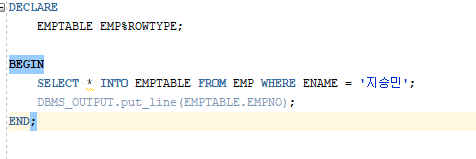 DECLARE
EMPTABLE EMP%ROWTYPE;
BEGIN
SELECT * INTO EMPTABLE FROM EMP WHERE ENAME = '지승민';
DBMS_OUTPUT.put_line(EMPTABLE.EMPNO);
END;